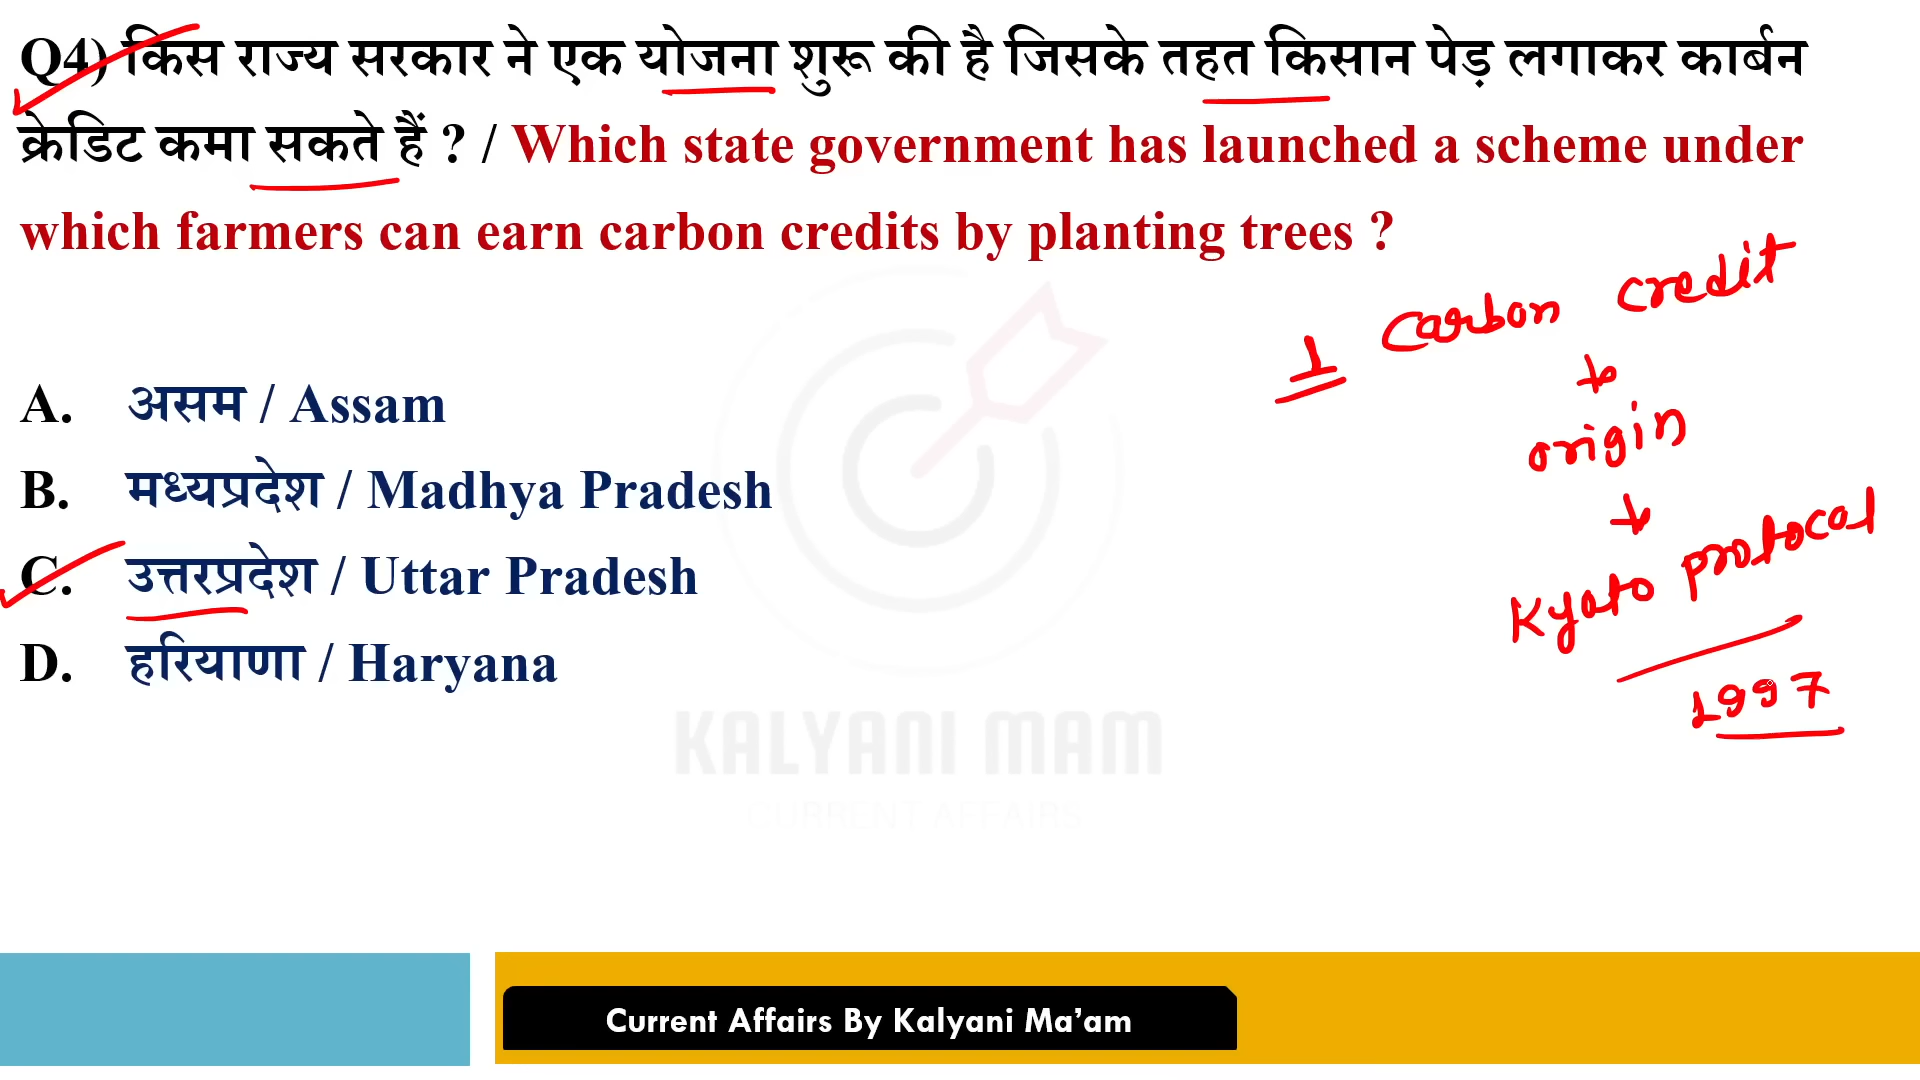 Q4) किस राज्य सरकार ने एक योजना शुरू की है जिसके तहत किसान पेड़ लगाकर कार्बन
क्रेडिट कमा सकते हैं ? / Which state government has launched a scheme under
which farmers can earn carbon credits by planting trees ?
1 carbon credit
origin
Kyoto protocal
1997
A. असम / Assam
B. मध्यप्रदेश / Madhya Pradesh
C. उत्तरप्रदेश / Uttar Pradesh
D. हरियाणा / Haryana
KALYANI MAM
CURRENT AFFAIRS
Current Affairs By Kalyani Ma’am